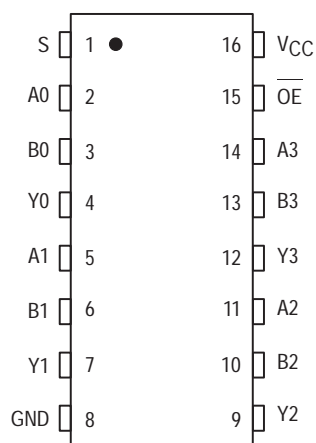 S 1 16 VCC
A0 2 15 OE
B0 3 14 A3
Y0 4 13 B3
A1 5 12 Y3
B1 6 11 A2
Y1 7 10 B2
GND 8 9 Y2